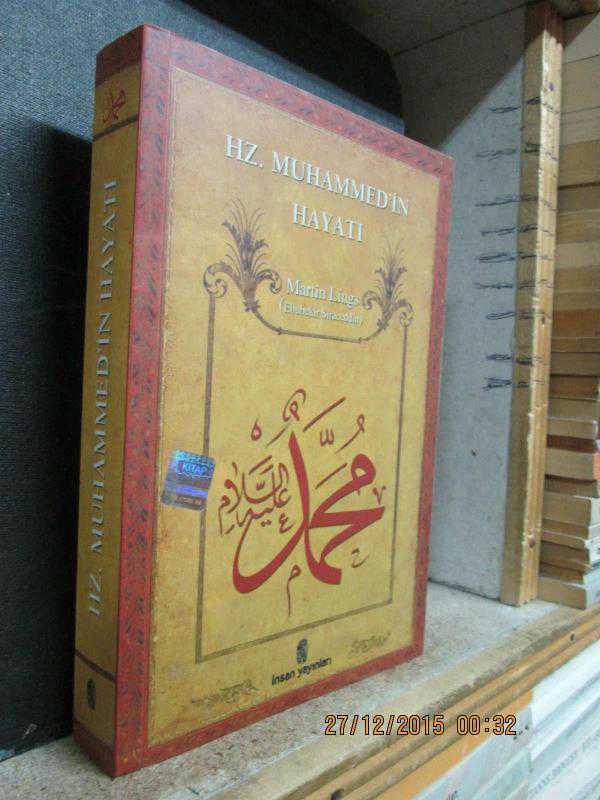 HZ. MUHAMMED'İN HAYATI
HZ. MUHAMMED'İN
HAYATI
Martin Lings
(Ebubekir Siraceddin)
محمد
عليه السلام
KİTAP
insan yayınları
27/12/2015 00:32